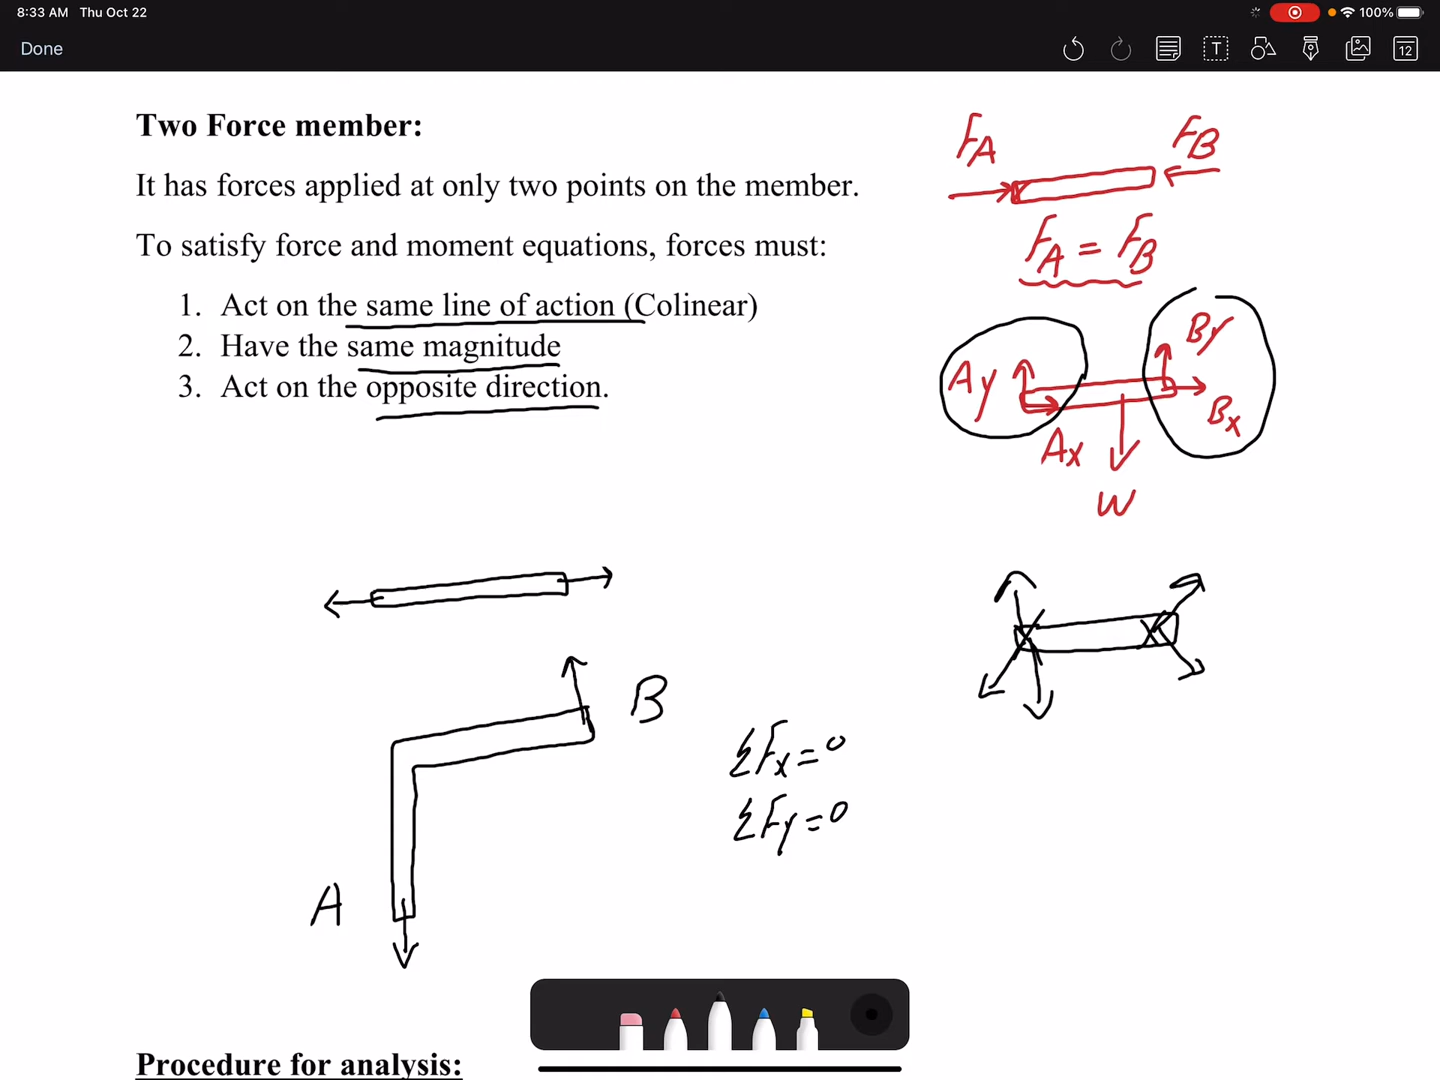 8:33 AM Thu Oct 22
100%
Done
T
12
Two Force member:
It has forces applied at only two points on the member.
To satisfy force and moment equations, forces must:
1. Act on the same line of action (Colinear)
2. Have the same magnitude
3. Act on the opposite direction.
FA
FB
FA = FB
Ay
By
Ax
Bx
W
B
ΣFx=0
ΣFy=0
A
Procedure for analysis: